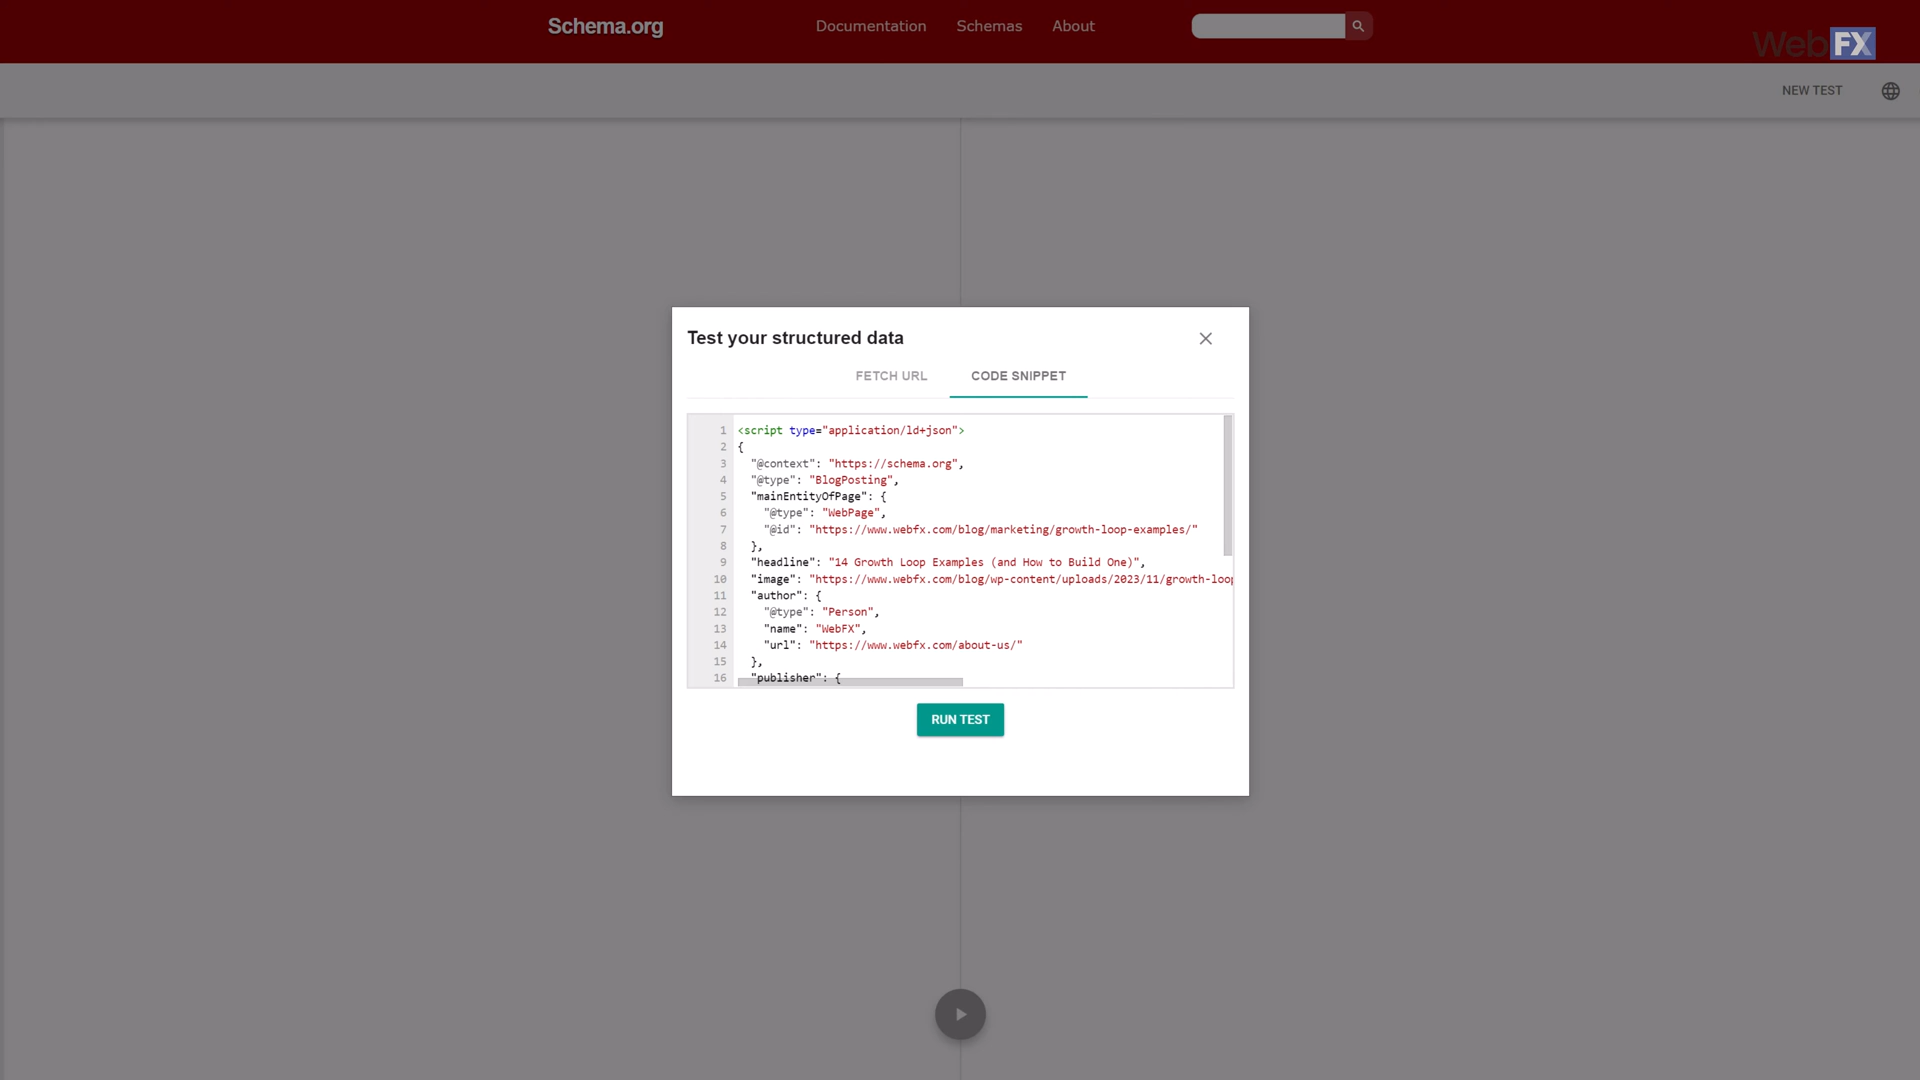 Schema.org
Documentation
Schemas
About
WebFX
NEW TEST
Test your structured data
FETCH URL
CODE SNIPPET
1 <script type="application/ld+json">
2 {
3 "@context": "https://schema.org",
4 "@type": "BlogPosting",
5 "mainEntityOfPage": {
6 "@type": "WebPage",
7 "@id": "https://www.webfx.com/blog/marketing/growth-loop-examples/"
8 },
9 "headline": "14 Growth Loop Examples (and How to Build One)",
10 "image": "https://www.webfx.com/blog/wp-content/uploads/2023/11/growth-loop
11 "author": {
12 "@type": "Person",
13 "name": "WebFX",
14 "url": "https://www.webfx.com/about-us/"
15 },
16 "publisher": {
RUN TEST